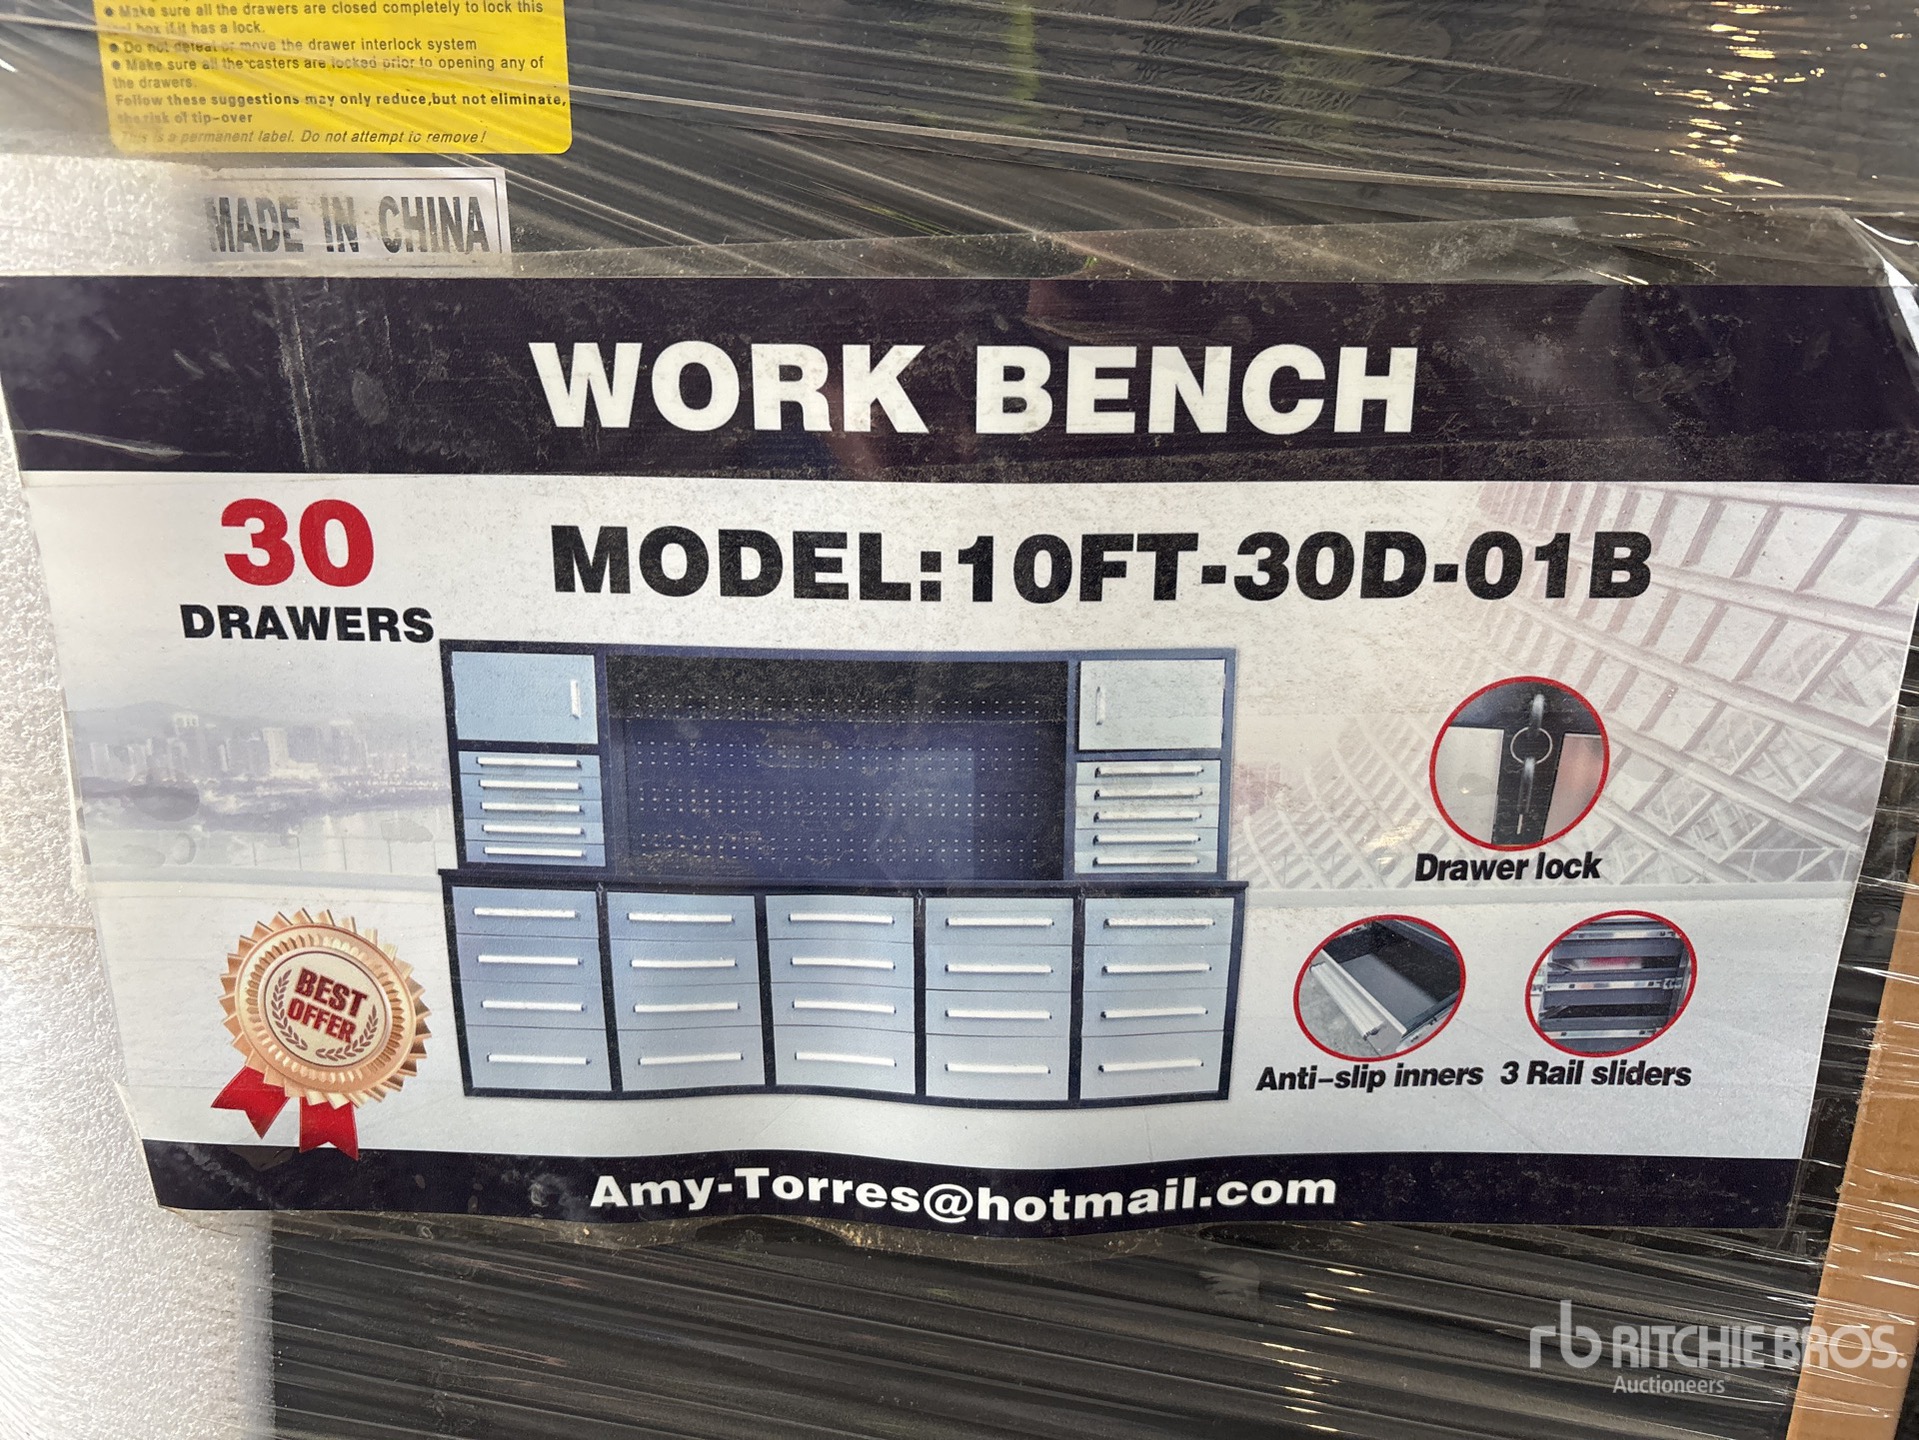 ● Make sure all the drawers are closed completely to lock this
tool box if it has a lock.
● Do not defeat or move the drawer interlock system
● Make sure all the casters are locked prior to opening any of
the drawers.
Follow these suggestions may only reduce,but not eliminate,
the risk of tip-over
This is a permanent label. Do not attempt to remove!
MADE IN CHINA
WORK BENCH
30
DRAWERS
MODEL:10FT-30D-01B
Drawer lock
BEST
OFFER
Anti-slip inners
3 Rail sliders
Amy-Torres@hotmail.com
rb RITCHIE BROS.
Auctioneers